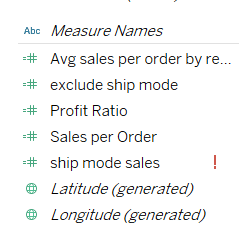 Abc Measure Names
=# Avg sales per order by re...
=# exclude ship mode
=# Profit Ratio
=# Sales per Order
=# ship mode sales !
Latitude (generated)
Longitude (generated)